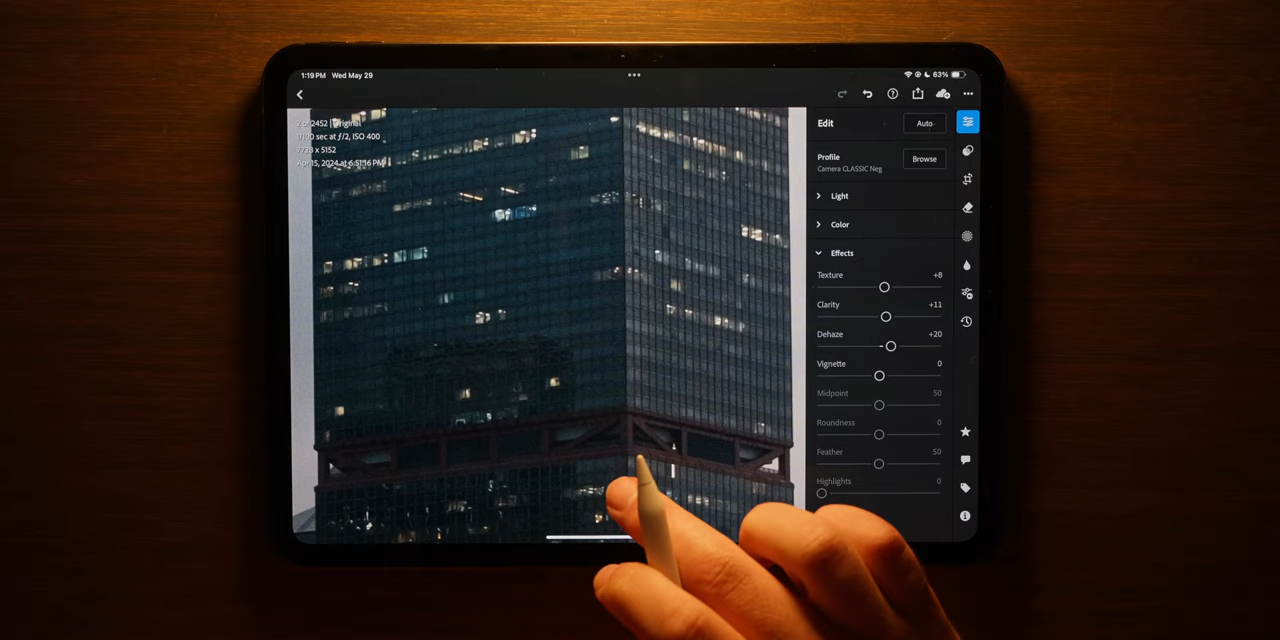 1:19 PM Wed May 29
63%
2 of 2452 | Original
sec at ƒ/2, ISO 400
7728 x 5152
Apr 15, 2024 at 6:51:16 PM
Edit
Auto
Profile
Camera CLASSIC Neg
Browse
Light
Color
Effects
Texture +8
Clarity +11
Dehaze +20
Vignette 0
Midpoint 50
Roundness 0
Feather 50
Highlights 0